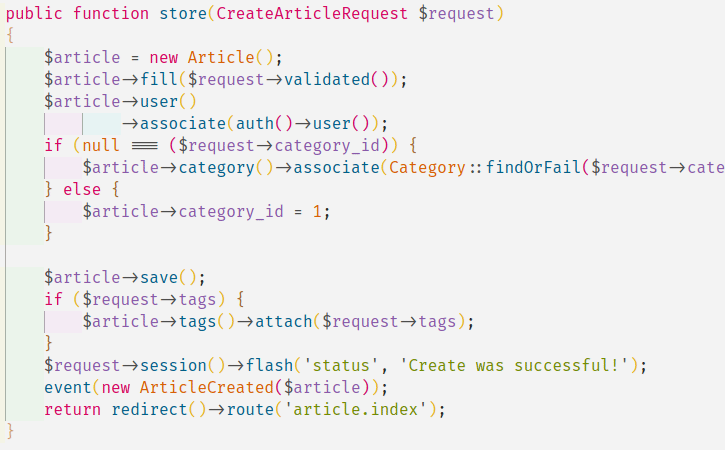 public function store(CreateArticleRequest $request)
{
    $article = new Article();
    $article->fill($request->validated());
    $article->user()
        ->associate(auth()->user());
    if (null === ($request->category_id)) {
        $article->category()->associate(Category::findOrFail($request->cate
    } else {
        $article->category_id = 1;
    }

    $article->save();
    if ($request->tags) {
        $article->tags()->attach($request->tags);
    }
    $request->session()->flash('status', 'Create was successful!');
    event(new ArticleCreated($article));
    return redirect()->route('article.index');
}